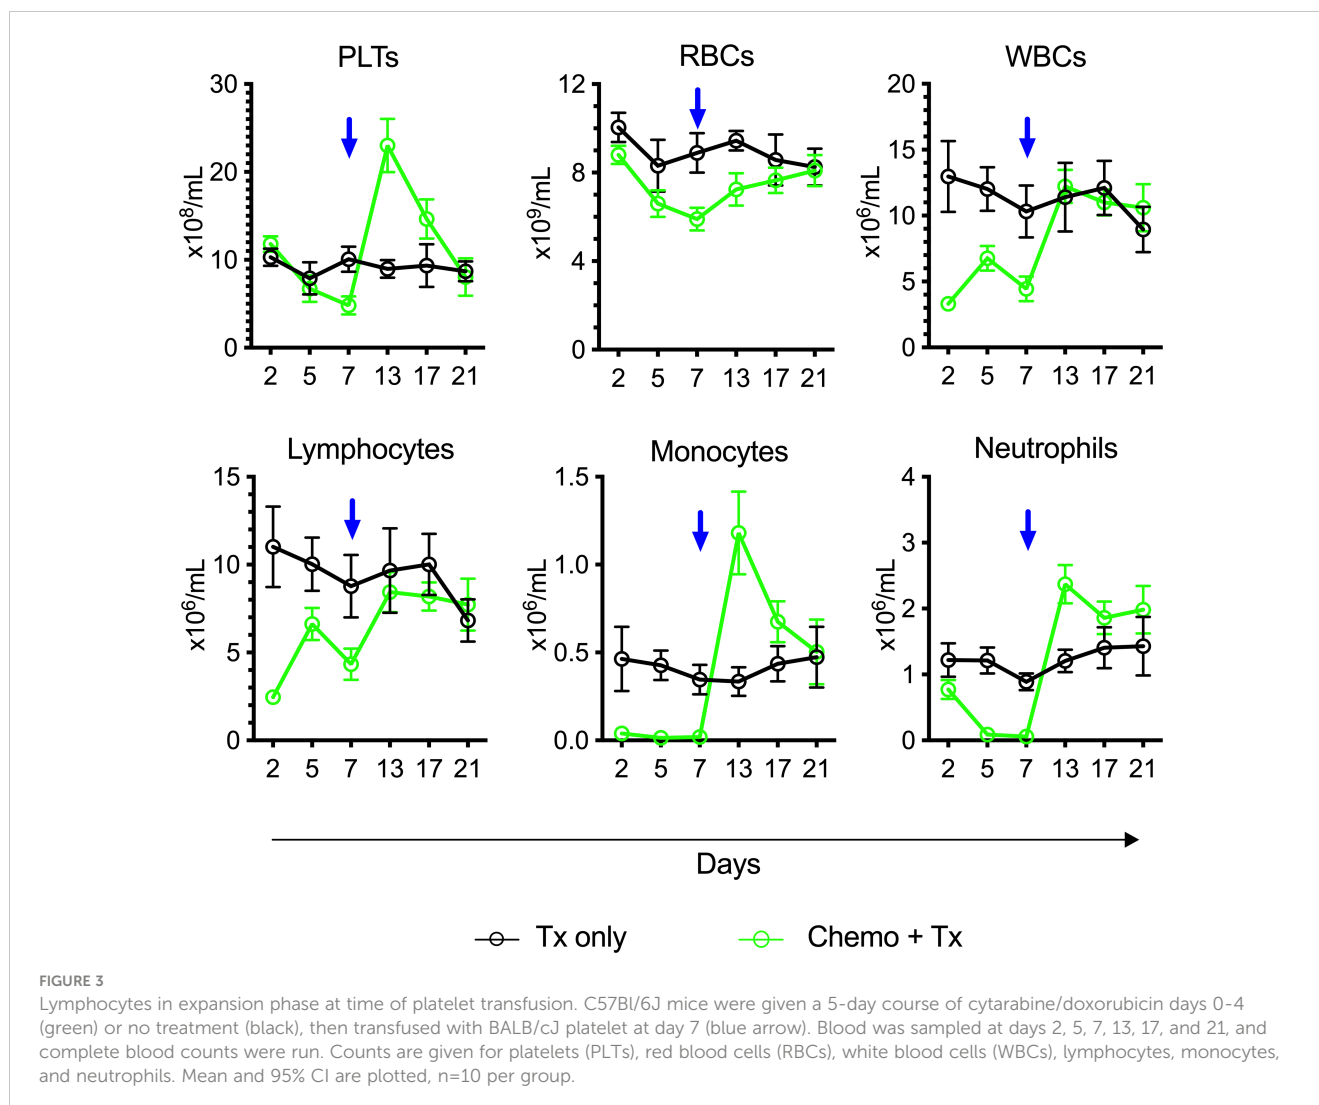 PLTs
30
20
10
0
x10⁸/mL
2 5 7 13 17 21
RBCs
12
8
4
0
x10⁹/mL
2 5 7 13 17 21
WBCs
20
15
10
5
0
x10⁶/mL
2 5 7 13 17 21
Lymphocytes
15
10
5
0
x10⁶/mL
2 5 7 13 17 21
Monocytes
1.5
1.0
0.5
0.0
x10⁶/mL
2 5 7 13 17 21
Neutrophils
4
3
2
1
0
x10⁶/mL
2 5 7 13 17 21
Days
Tx only
Chemo + Tx
FIGURE 3
Lymphocytes in expansion phase at time of platelet transfusion. C57Bl/6J mice were given a 5-day course of cytarabine/doxorubicin days 0-4
(green) or no treatment (black), then transfused with BALB/cJ platelet at day 7 (blue arrow). Blood was sampled at days 2, 5, 7, 13, 17, and 21, and
complete blood counts were run. Counts are given for platelets (PLTs), red blood cells (RBCs), white blood cells (WBCs), lymphocytes, monocytes,
and neutrophils. Mean and 95% CI are plotted, n=10 per group.